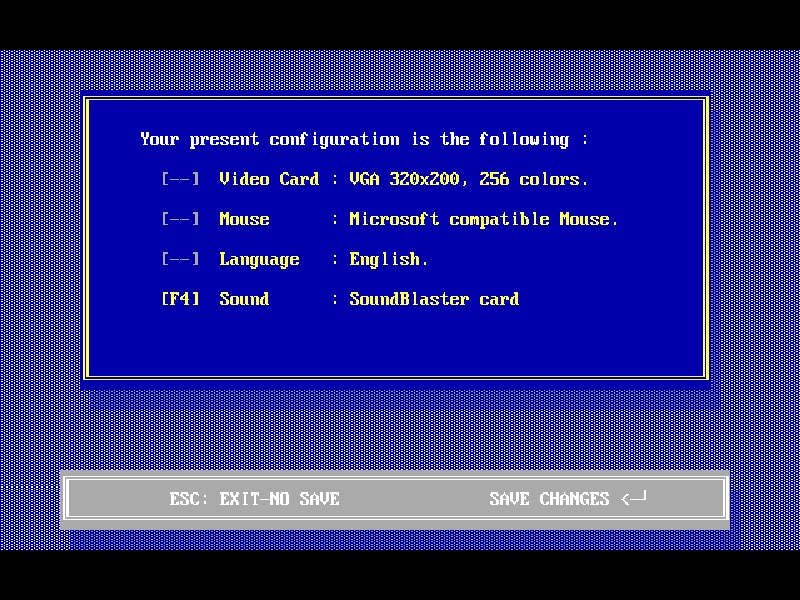 Your present configuration is the following :
[--] Video Card : VGA 320x200, 256 colors.
[--] Mouse : Microsoft compatible Mouse.
[--] Language : English.
[F4] Sound : SoundBlaster card
ESC: EXIT-NO SAVE SAVE CHANGES <─┘